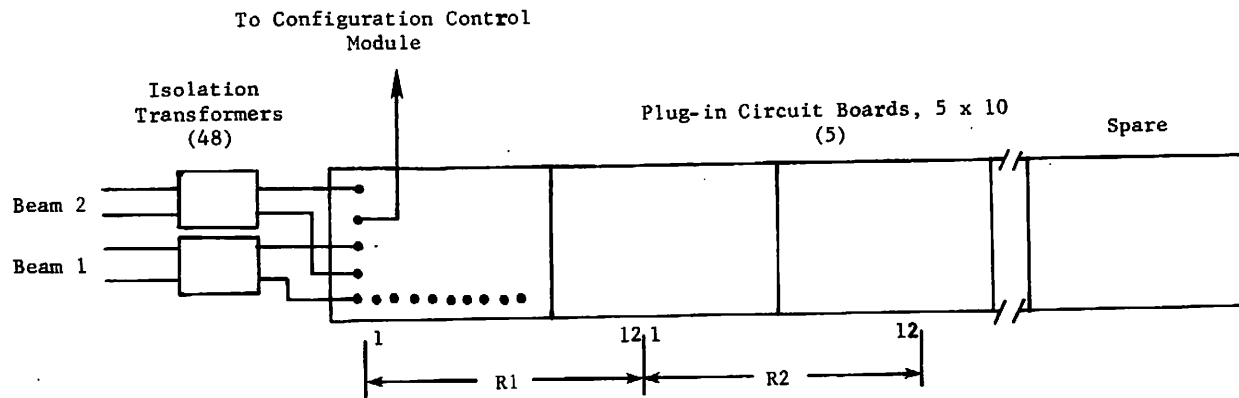 To Configuration Control
Module
Isolation
Transformers
(48)
Plug-in Circuit Boards, 5 x 10
(5)
Spare
Beam 2
Beam 1
1
12
1
12
R1
R2